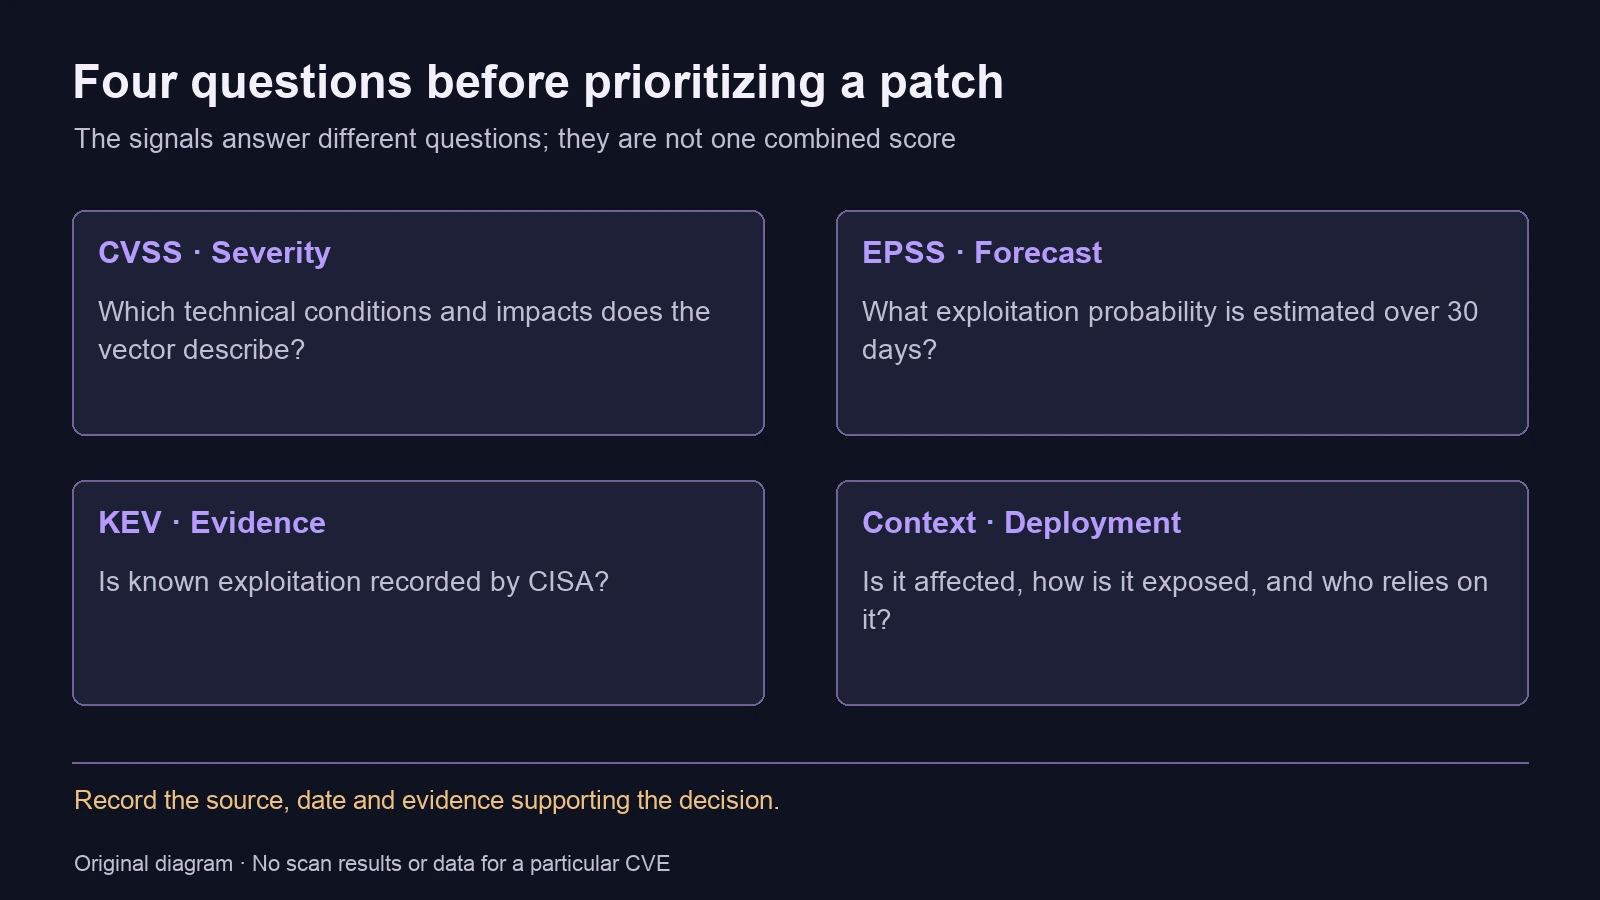 Four questions before prioritizing a patch
The signals answer different questions; they are not one combined score
CVSS · Severity
Which technical conditions and impacts does the
vector describe?
EPSS · Forecast
What exploitation probability is estimated over 30
days?
KEV · Evidence
Is known exploitation recorded by CISA?
Context · Deployment
Is it affected, how is it exposed, and who relies on
it?
Record the source, date and evidence supporting the decision.
Original diagram · No scan results or data for a particular CVE